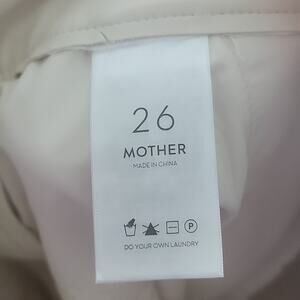 26
MOTHER
MADE IN CHINA
P
DO YOUR OWN LAUNDRY